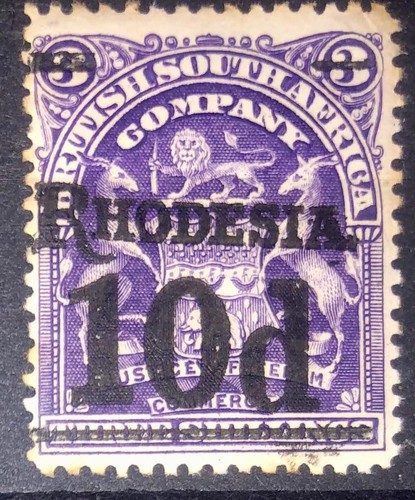 3 3
BRITISH SOUTH AFRICA
COMPANY
RHODESIA.
10d
COMMERCE